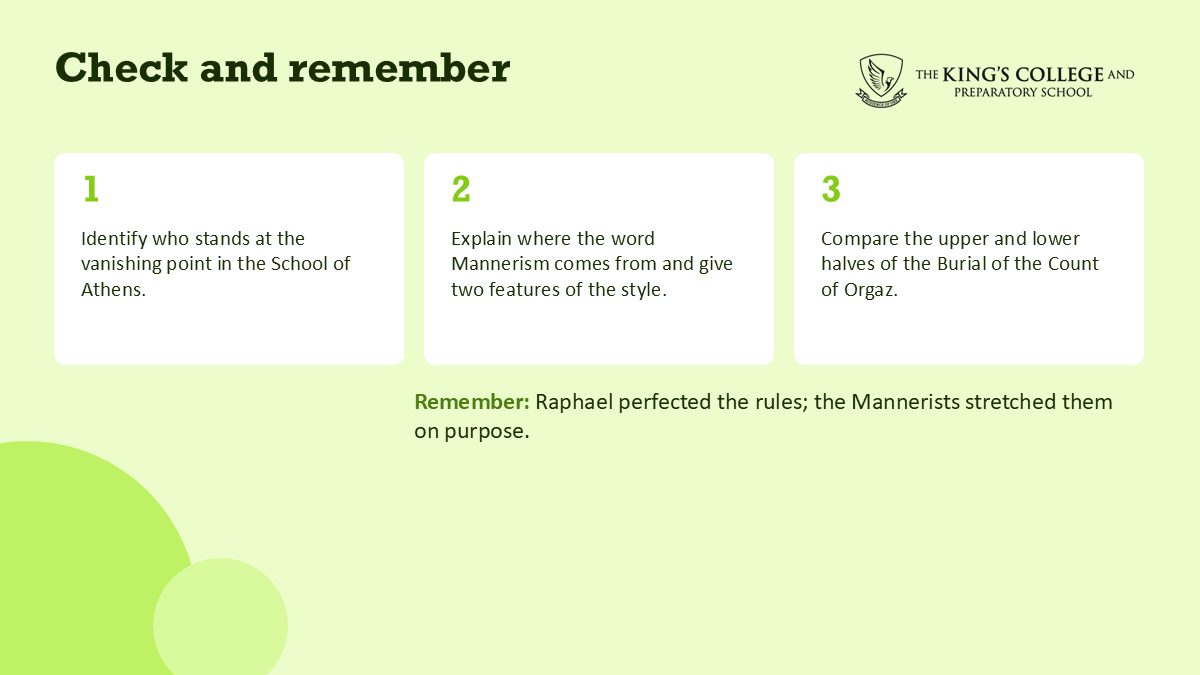 Check and remember
THE KING'S COLLEGE AND
PREPARATORY SCHOOL
1
Identify who stands at the
vanishing point in the School of
Athens.
2
Explain where the word
Mannerism comes from and give
two features of the style.
3
Compare the upper and lower
halves of the Burial of the Count
of Orgaz.
Remember: Raphael perfected the rules; the Mannerists stretched them
on purpose.